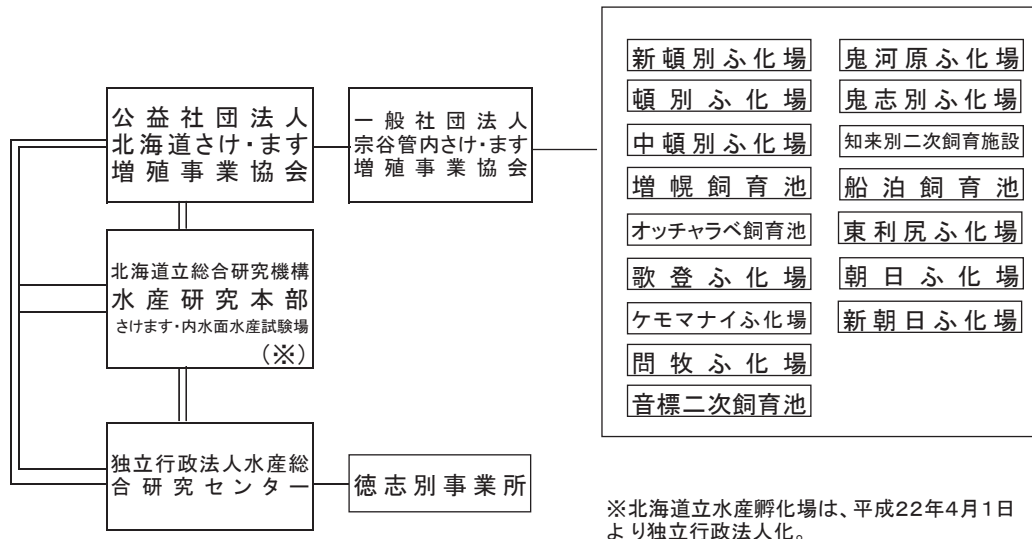 公益社団法人
北海道さけ・ます
増殖事業協会
一般社団法人
宗谷管内さけ・ます
増殖事業協会
北海道立総合研究機構
水産研究本部
さけます・内水面水産試験場
(※)
独立行政法人水産総
合研究センター
徳志別事業所
新頓別ふ化場
頓別ふ化場
中頓別ふ化場
増幌飼育池
オッチャラベ飼育池
歌登ふ化場
ケモマナイふ化場
問牧ふ化場
音標二次飼育池
鬼河原ふ化場
鬼志別ふ化場
知来別二次飼育施設
船泊飼育池
東利尻ふ化場
朝日ふ化場
新朝日ふ化場
※北海道立水産孵化場は、平成22年4月1日
より独立行政法人化。